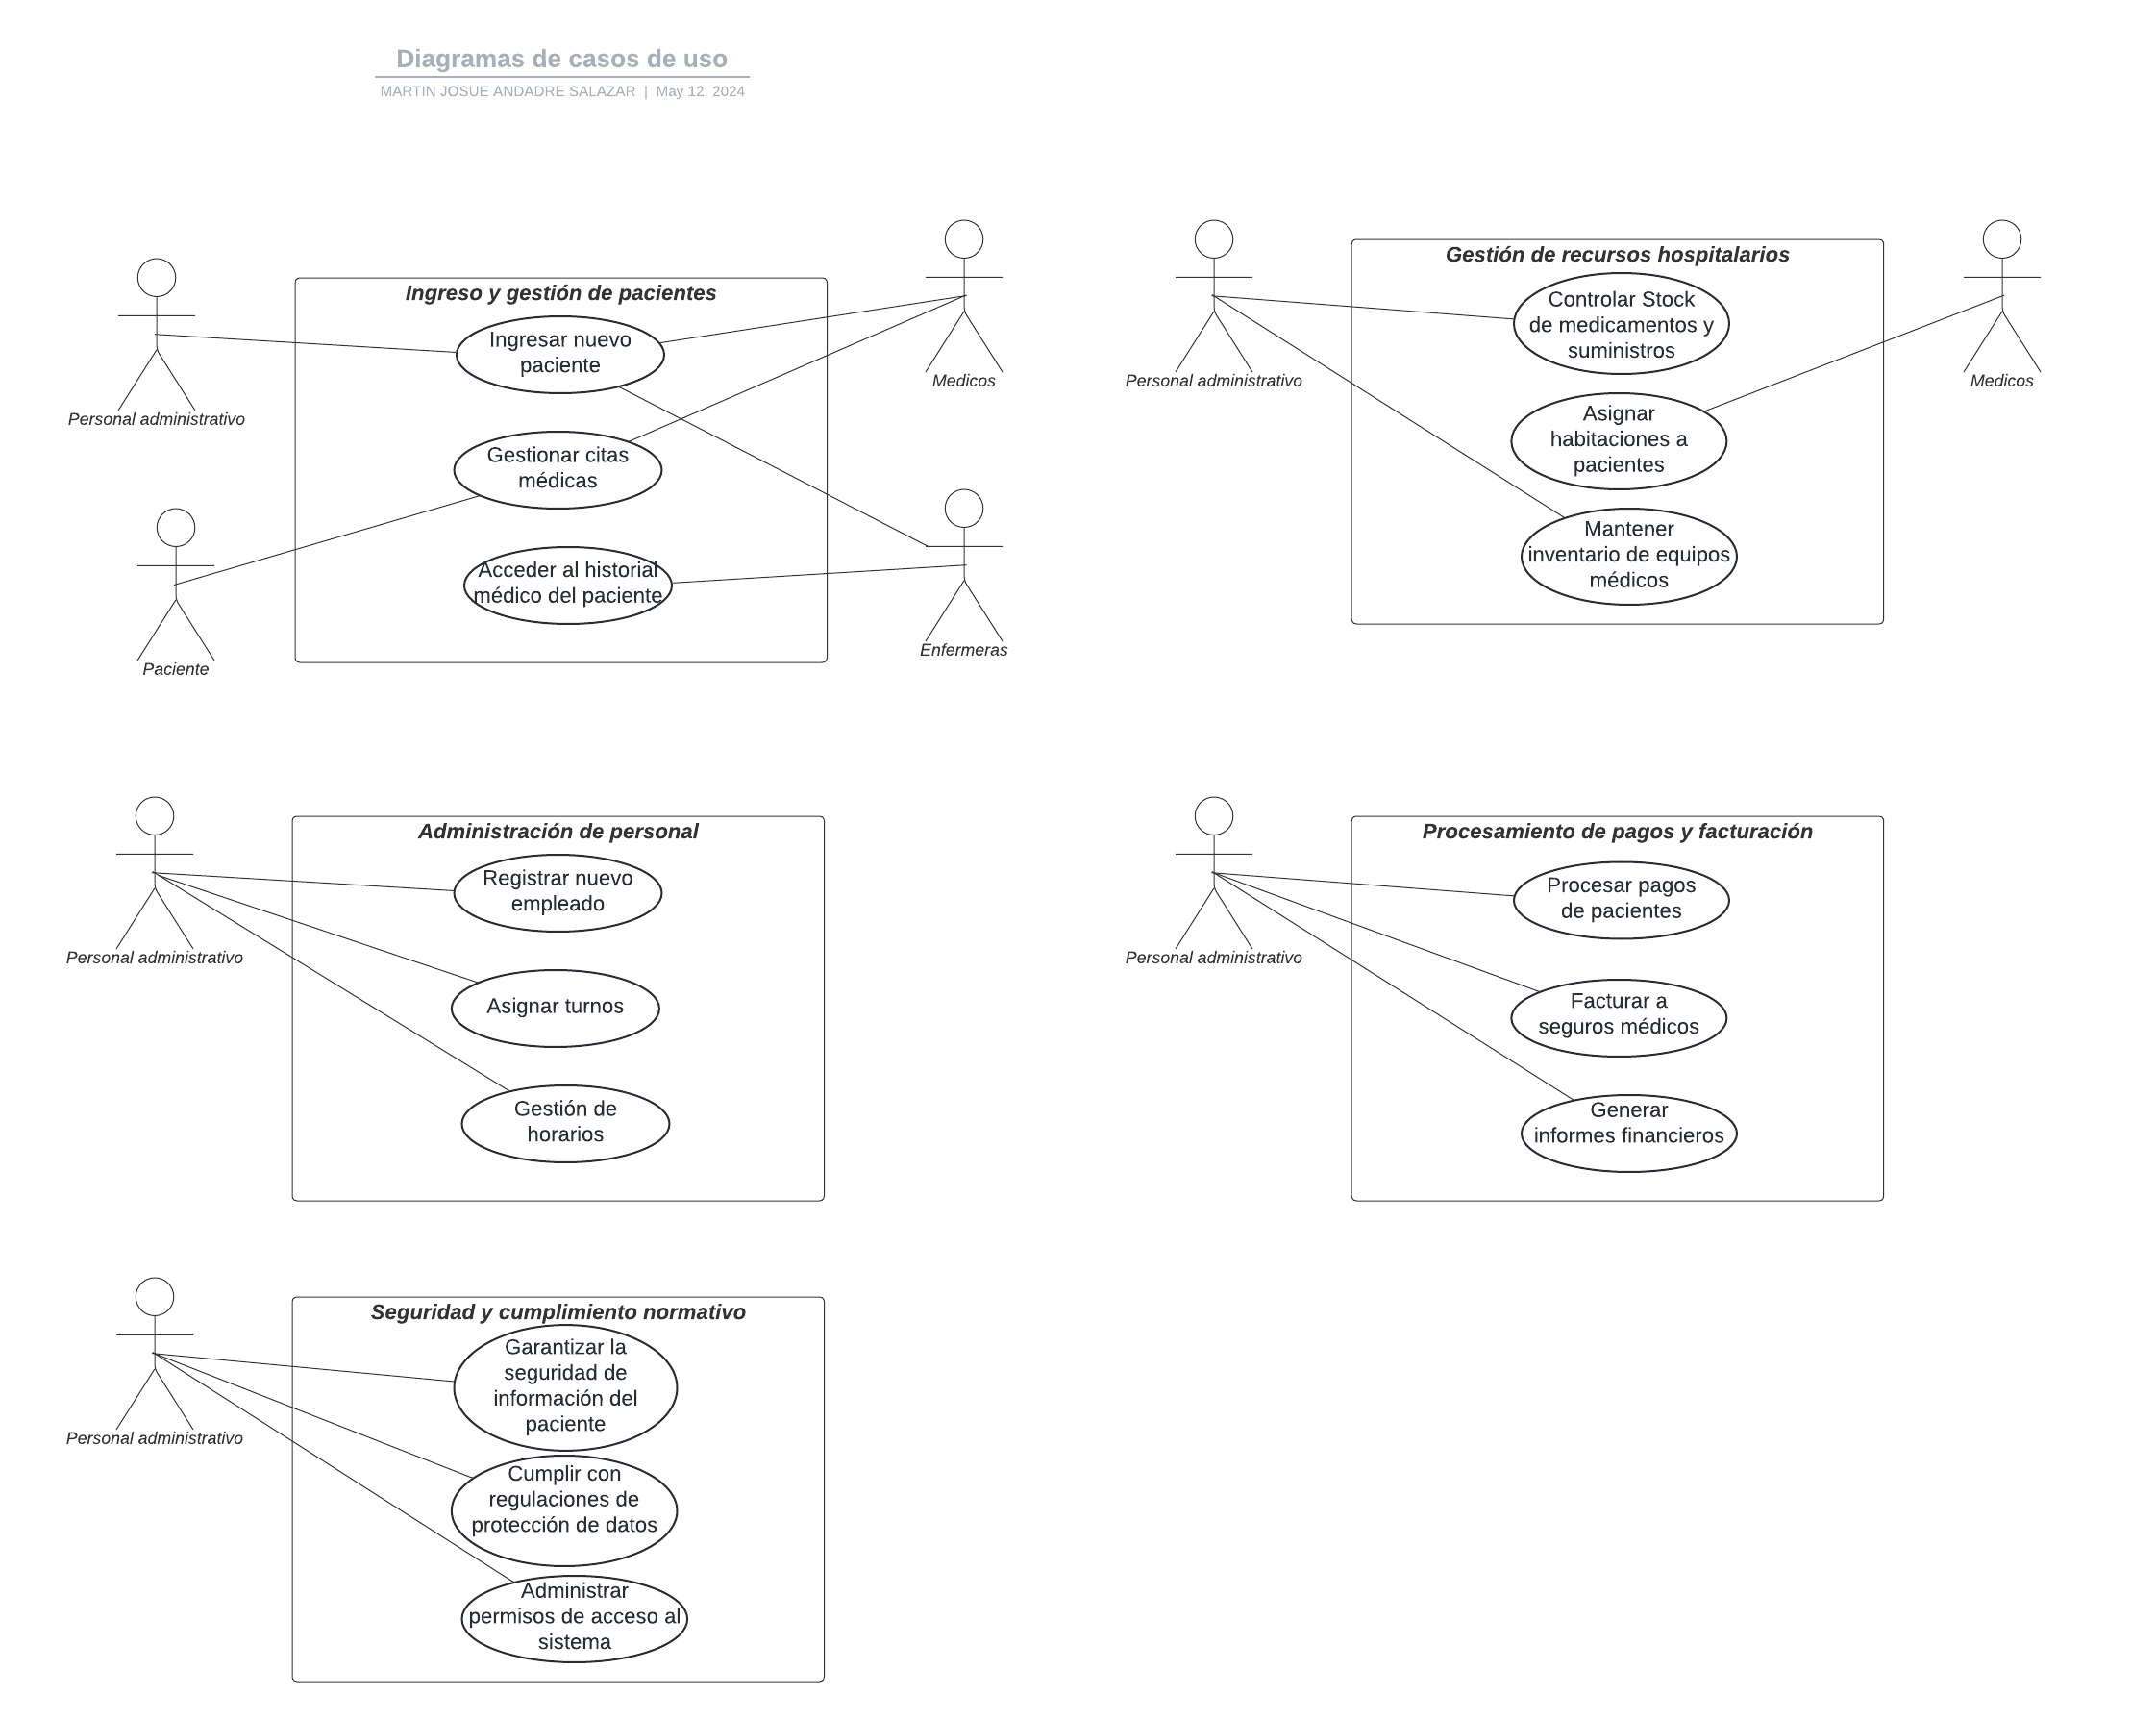 Diagramas de casos de uso
MARTIN JOSUE ANDADRE SALAZAR | May 12, 2024
Ingreso y gestión de pacientes
Ingresar nuevo
paciente
Gestionar citas
médicas
Acceder al historial
médico del paciente
Personal administrativo
Paciente
Medicos
Enfermeras
Gestión de recursos hospitalarios
Controlar Stock
de medicamentos y
suministros
Asignar
habitaciones a
pacientes
Mantener
inventario de equipos
médicos
Personal administrativo
Medicos
Administración de personal
Registrar nuevo
empleado
Asignar turnos
Gestión de
horarios
Personal administrativo
Procesamiento de pagos y facturación
Procesar pagos
de pacientes
Facturar a
seguros médicos
Generar
informes financieros
Personal administrativo
Seguridad y cumplimiento normativo
Garantizar la
seguridad de
información del
paciente
Cumplir con
regulaciones de
protección de datos
Administrar
permisos de acceso al
sistema
Personal administrativo